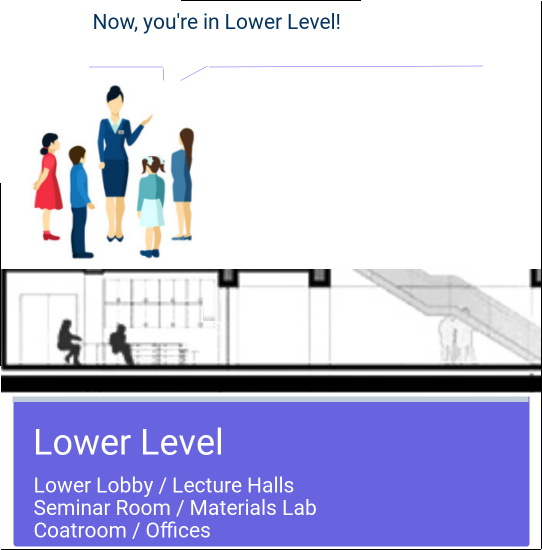 Now, you're in Lower Level!
Lower Level
Lower Lobby / Lecture Halls
Seminar Room / Materials Lab
Coatroom / Offices